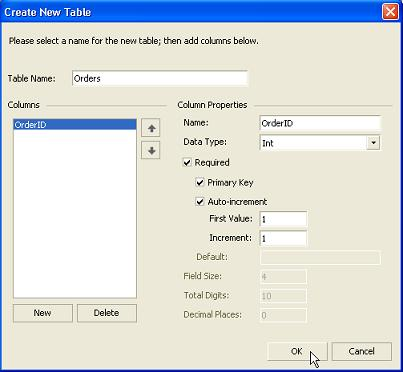 Create New Table
Please select a name for the new table; then add columns below.
Table Name: Orders
Columns
OrderID
New Delete
Column Properties
Name: OrderID
Data Type: Int
Required
Primary Key
Auto-increment
First Value: 1
Increment: 1
Default:
Field Size: 4
Total Digits: 10
Decimal Places: 0
OK Cancel